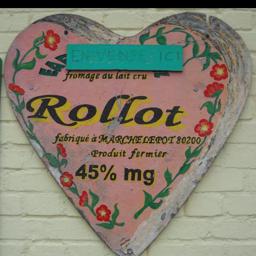 EN VENTE ICI
fromage au lait cru
Rollot
fabriqué à MARCHELEPOT 80200
Produit fermier
45% mg